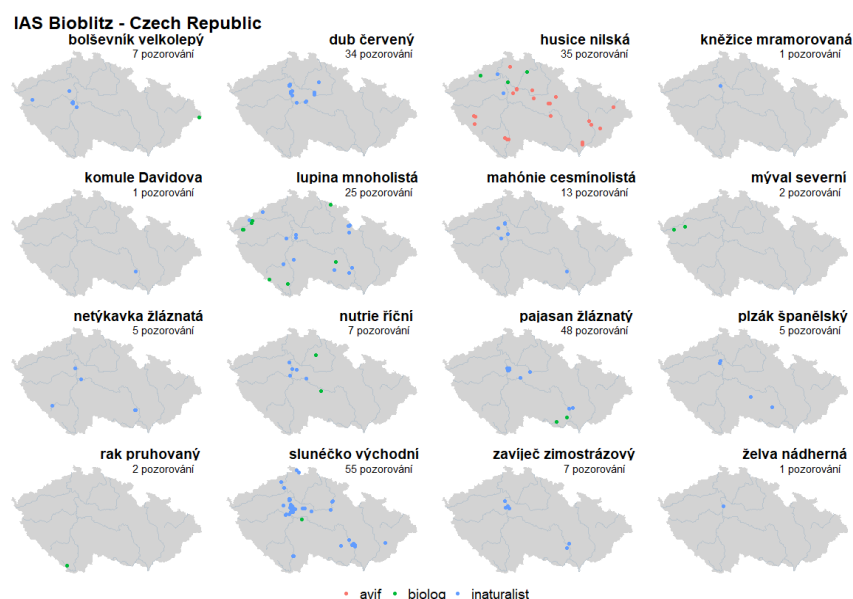 IAS Bioblitz - Czech Republic
bolševník velkolepý
7 pozorování
dub červený
34 pozorování
husice nilská
35 pozorování
kněžice mramorovaná
1 pozorování
komule Davidova
1 pozorování
lupina mnoholistá
25 pozorování
mahónie cesmínolistá
13 pozorování
mýval severní
2 pozorování
netýkavka žláznatá
5 pozorování
nutrie říční
7 pozorování
pajasan žláznatý
48 pozorování
plzák španělský
5 pozorování
rak pruhovaný
2 pozorování
slunéčko východní
55 pozorování
zavíječ zimostrázový
7 pozorování
želva nádherná
1 pozorování
avif biolog inaturalist